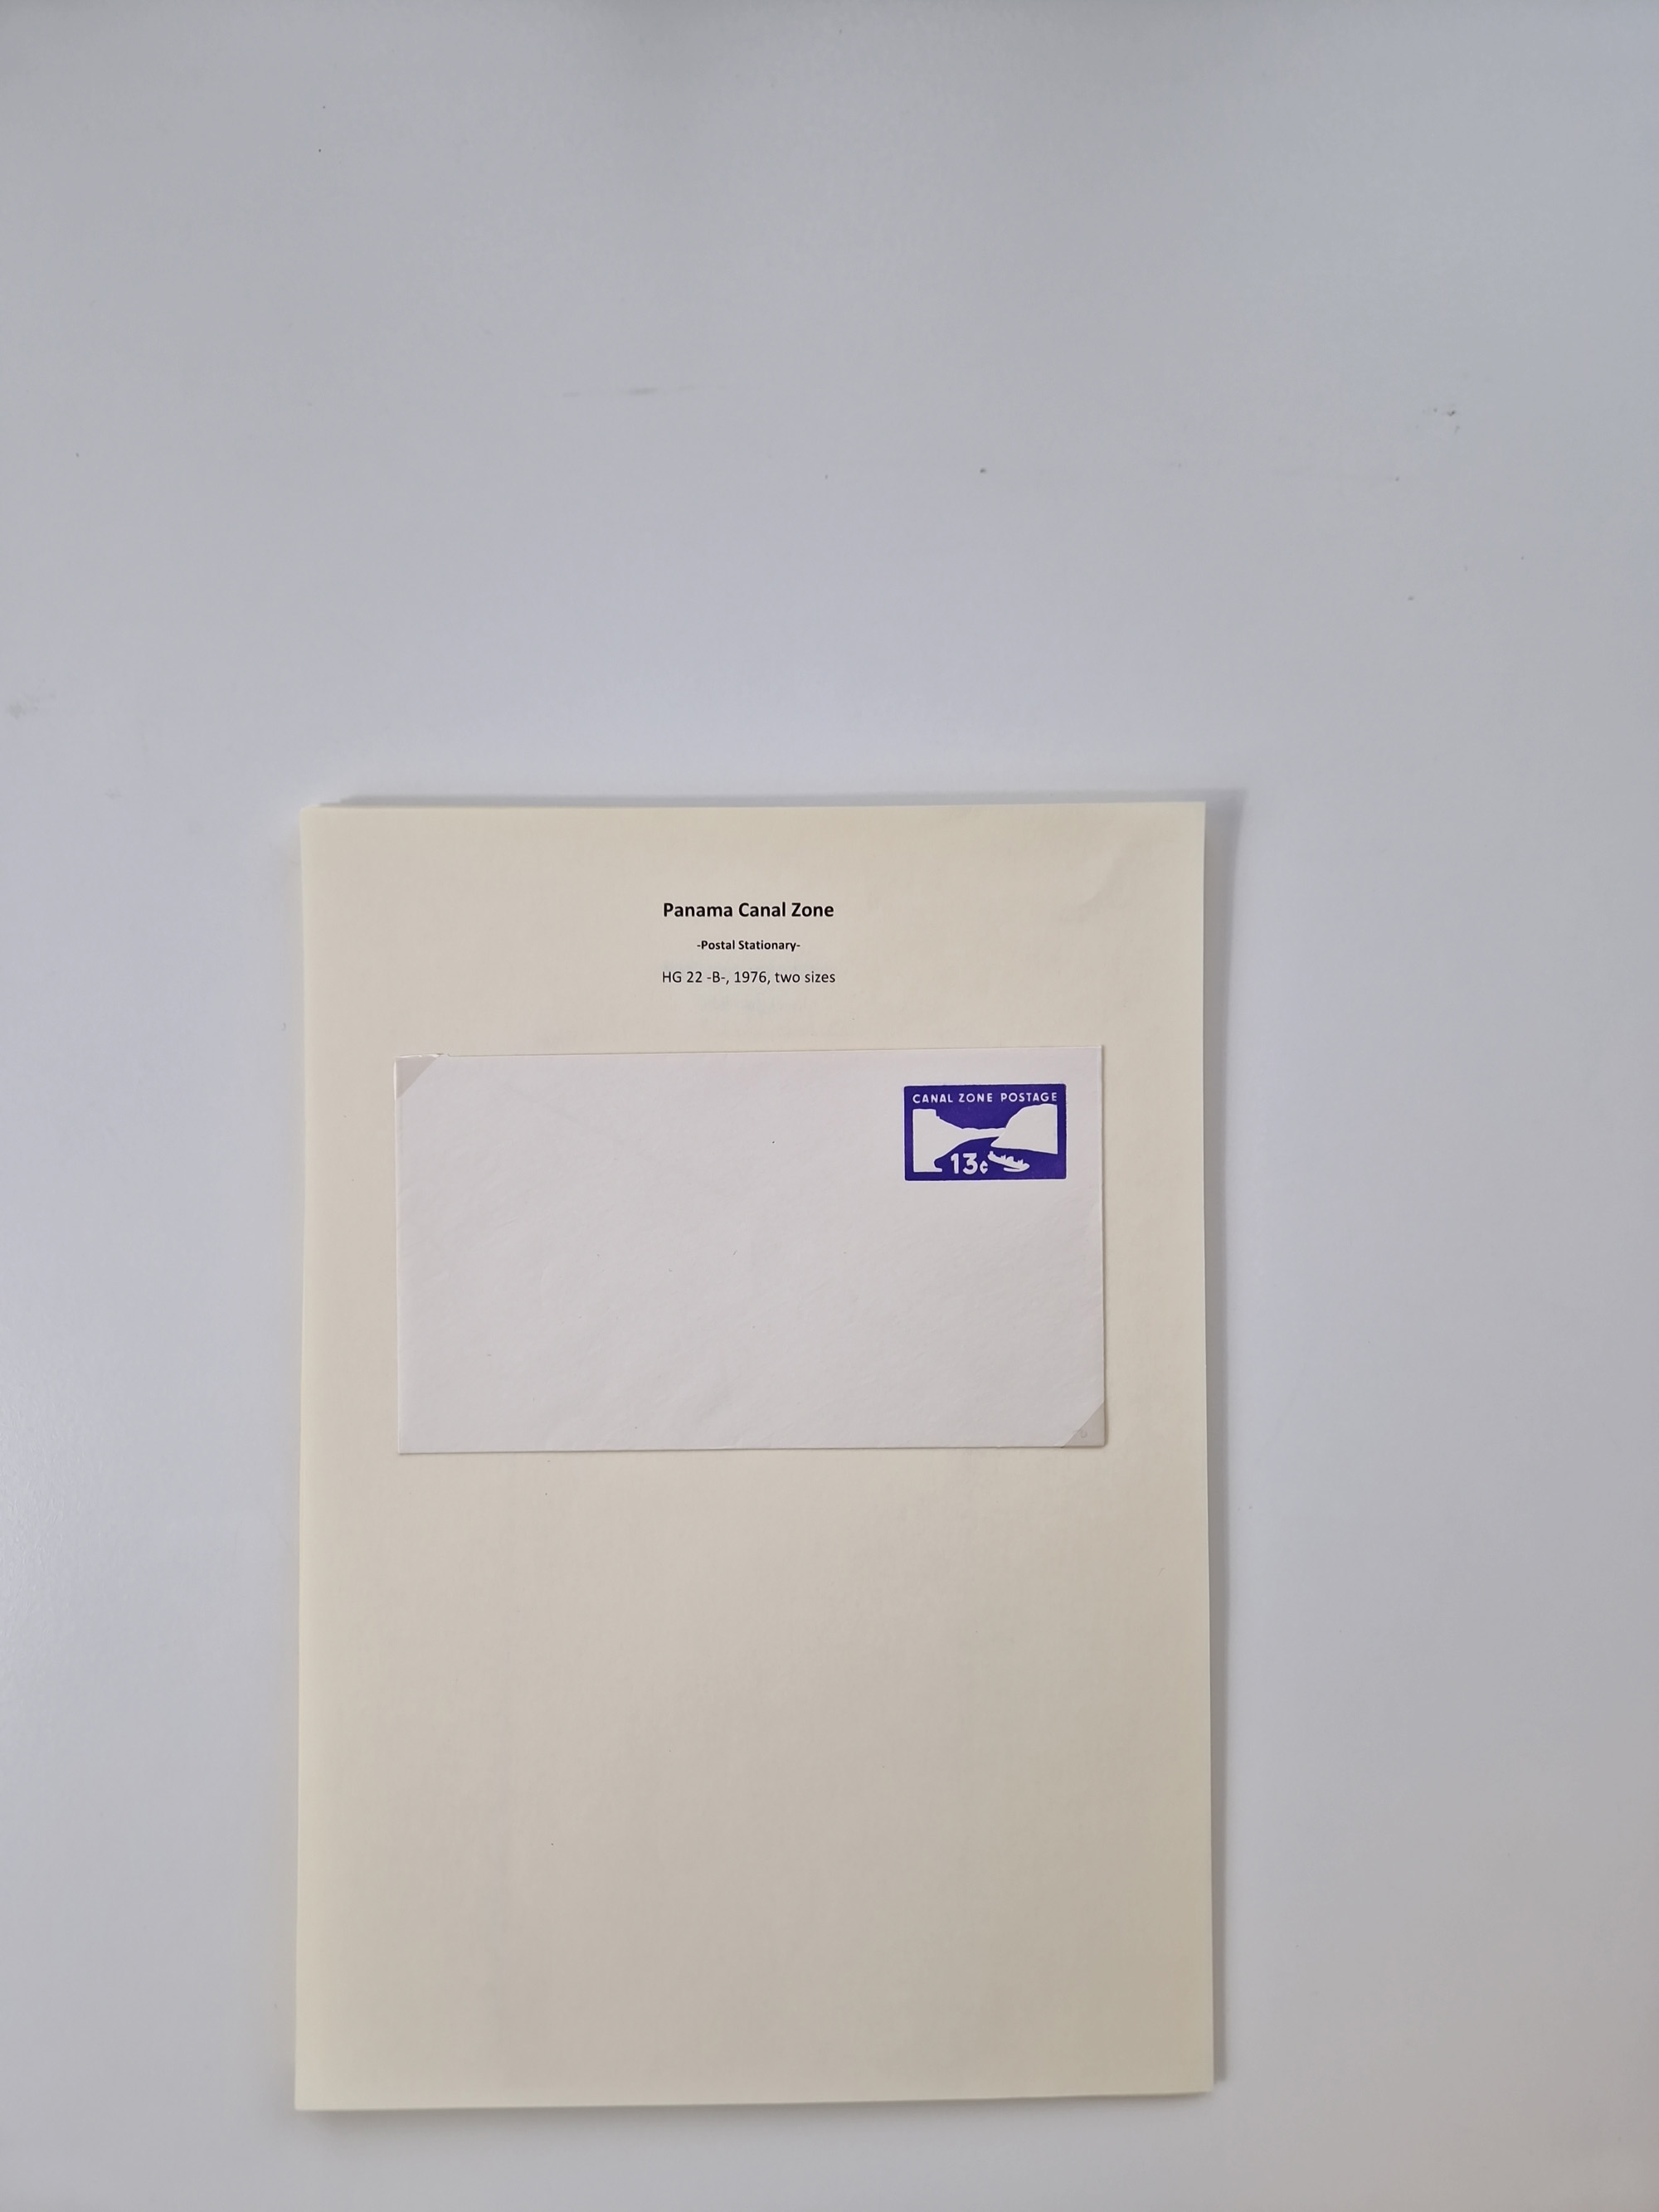 Panama Canal Zone
-Postal Stationary-
HG 22 -B-, 1976, two sizes
CANAL ZONE POSTAGE
13¢